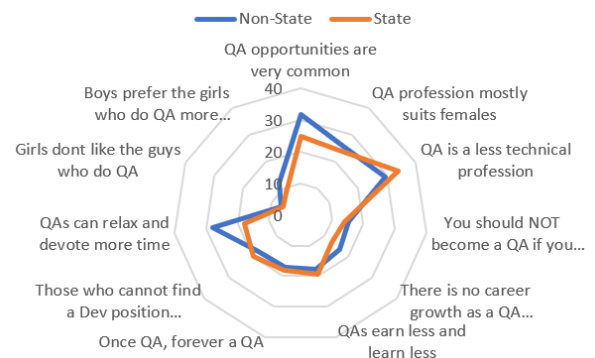 Non-State
State
QA opportunities are
very common
QA profession mostly
suits females
QA is a less technical
profession
You should NOT
become a QA if you...
There is no career
growth as a QA...
QAs earn less and
learn less
Once QA, forever a QA
Those who cannot find
a Dev position...
QAs can relax and
devote more time
Girls dont like the guys
who do QA
Boys prefer the girls
who do QA more...
40
30
20
10
0